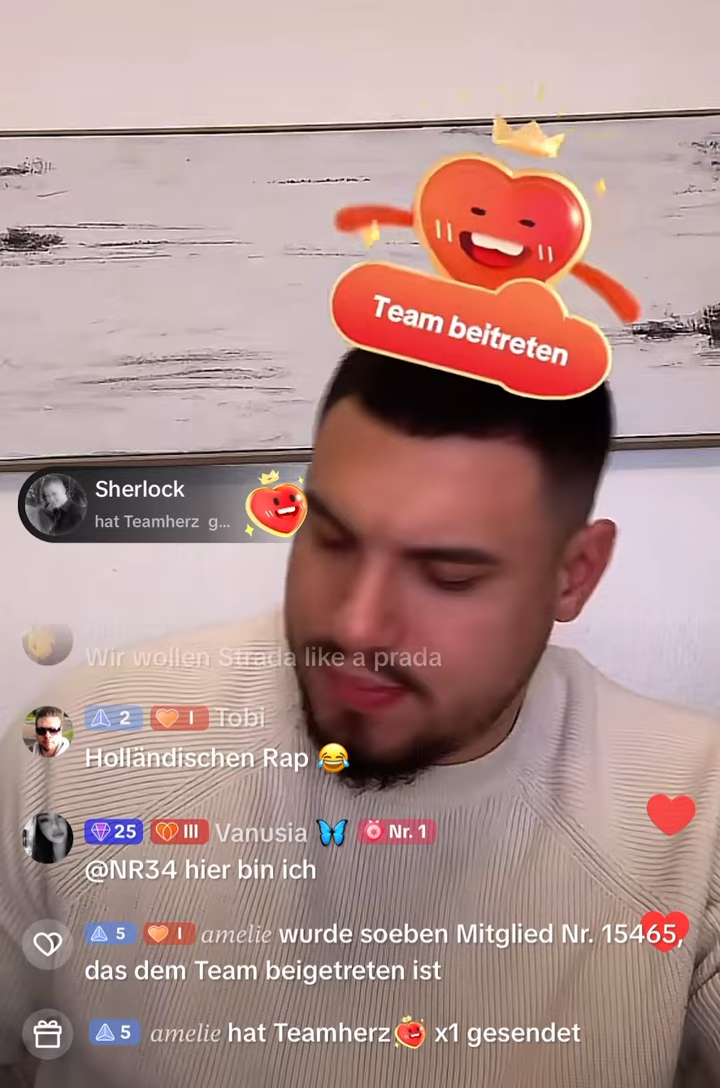 Team beitreten
Sherlock
hat Teamherz g...
Wir wollen Strada like a prada
2 I Tobi
Holländischen Rap 😂
25 III Vanusia 🦋 Nr. 1
@NR34 hier bin ich
5 I amelie wurde soeben Mitglied Nr. 15465,
das dem Team beigetreten ist
5 amelie hat Teamherz x1 gesendet